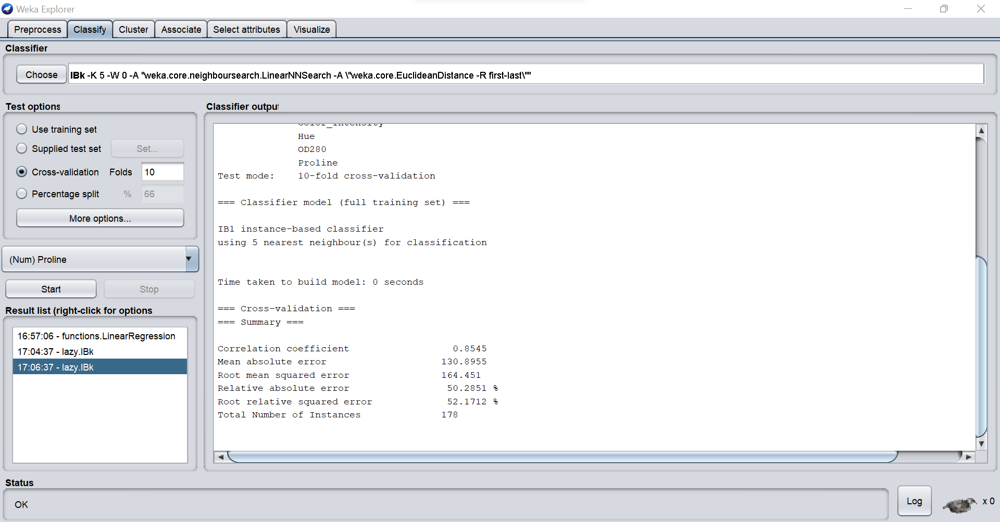 Weka Explorer
Preprocess Classify Cluster Associate Select attributes Visualize
Classifier
Choose IBk -K 5 -W 0 -A "weka.core.neighboursearch.LinearNNSearch -A \"weka.core.EuclideanDistance -R first-last\""
Test options
Use training set
Supplied test set Set...
Cross-validation Folds 10
Percentage split % 66
More options...
(Num) Proline
Start Stop
Result list (right-click for options
16:57:06 - functions.LinearRegression
17:04:37 - lazy.IBk
17:06:37 - lazy.IBk
Classifier output
Color_Intensity
Hue
OD280
Proline
Test mode: 10-fold cross-validation
=== Classifier model (full training set) ===
IB1 instance-based classifier
using 5 nearest neighbour(s) for classification
Time taken to build model: 0 seconds
=== Cross-validation ===
=== Summary ===
Correlation coefficient 0.8545
Mean absolute error 130.8955
Root mean squared error 164.451
Relative absolute error 50.2851 %
Root relative squared error 52.1712 %
Total Number of Instances 178
Status
OK
Log
x 0